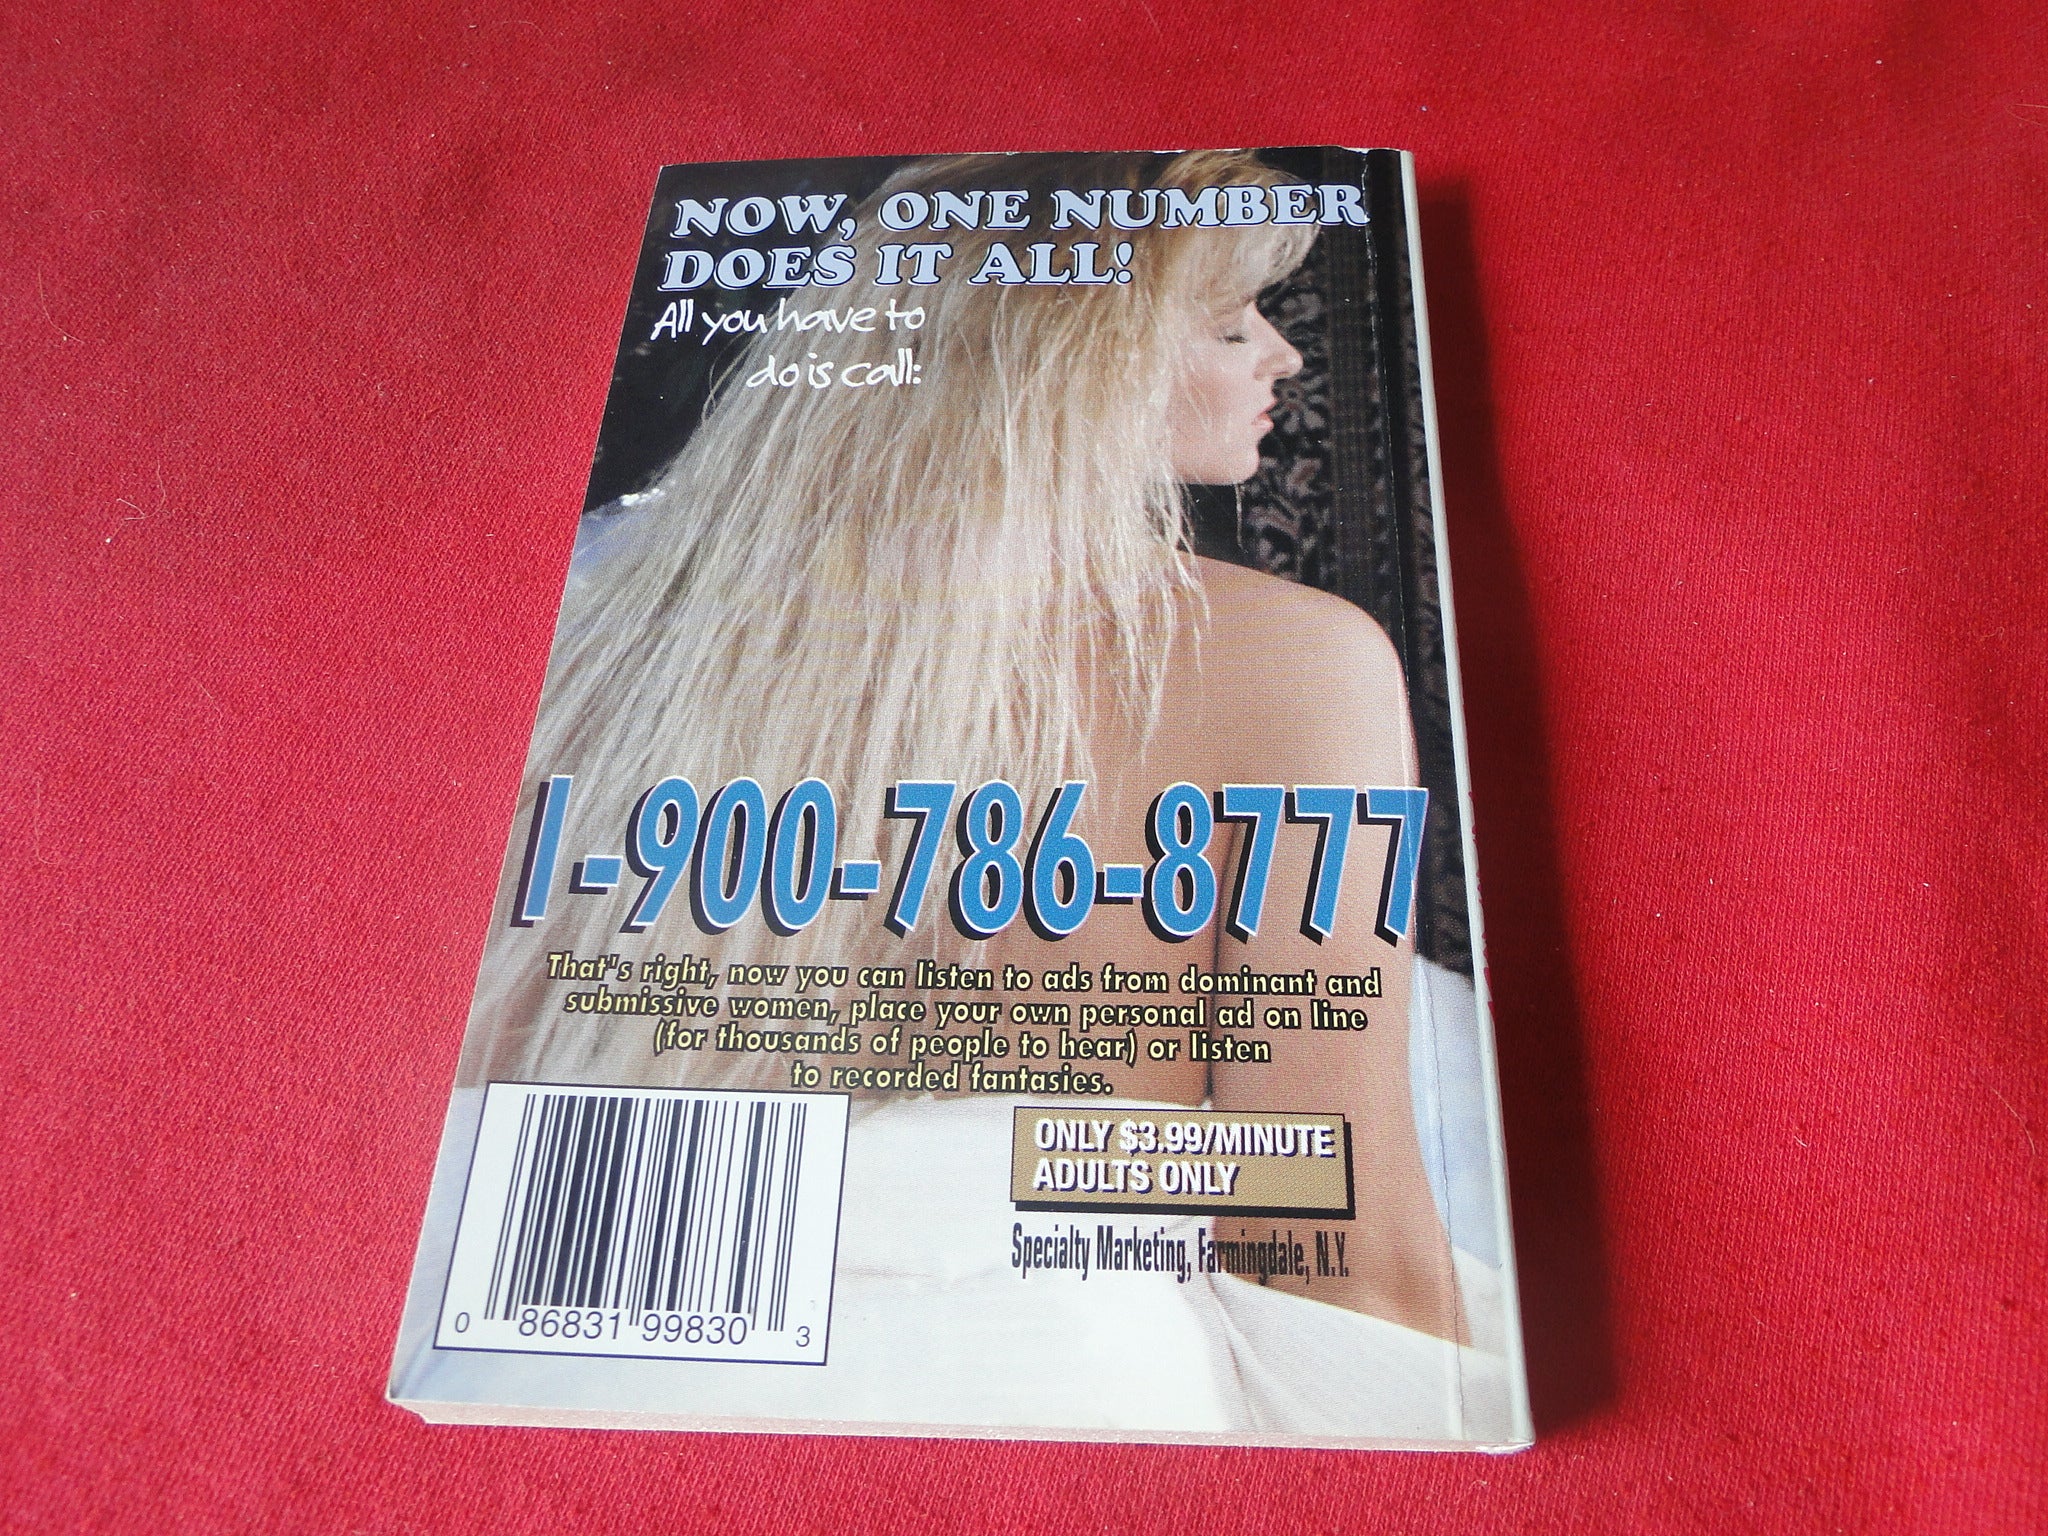 NOW, ONE NUMBER
DOES IT ALL!
All you have to
do is call:
1-900-786-8777
That's right, now you can listen to ads from dominant and
submissive women, place your own personal ad on line
(for thousands of people to hear) or listen
to recorded fantasies.
ONLY $3.99/MINUTE
ADULTS ONLY
Specialty Marketing, Farmingdale, N.Y.
0 86831 99830 3